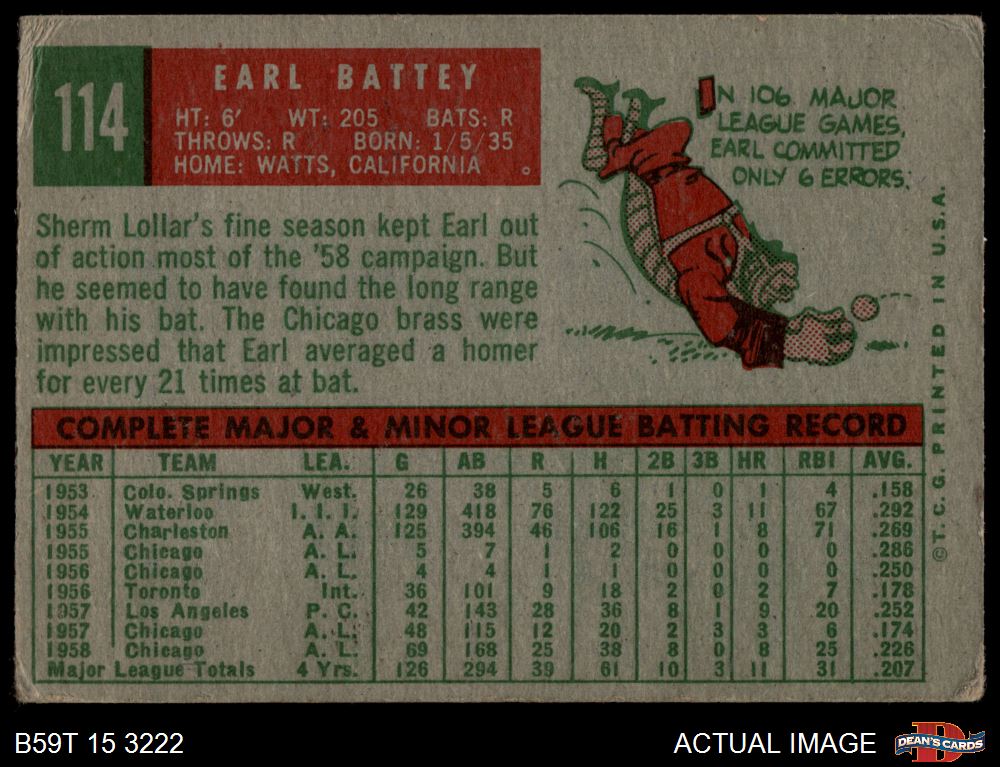 114
EARL BATTEY
HT: 6' WT: 205 BATS: R
THROWS: R BORN: 1/5/35
HOME: WATTS, CALIFORNIA
IN 106 MAJOR
LEAGUE GAMES,
EARL COMMITTED
ONLY 6 ERRORS.
Sherm Lollar's fine season kept Earl out
of action most of the '58 campaign. But
he seemed to have found the long range
with his bat. The Chicago brass were
impressed that Earl averaged a homer
for every 21 times at bat.
COMPLETE MAJOR & MINOR LEAGUE BATTING RECORD
YEAR TEAM LEA. G AB R H 2B 3B HR RBI AVG.
1953 Colo. Springs West. 26 38 5 6 1 0 1 4 .158
1954 Waterloo I. I. I. 129 418 76 122 25 3 11 67 .292
1955 Charleston A. A. 125 394 46 106 16 1 8 71 .269
1955 Chicago A. L. 5 7 1 2 0 0 0 0 .286
1956 Chicago A. L. 4 4 1 1 0 0 0 0 .250
1956 Toronto Int. 36 101 9 18 2 0 2 7 .178
1957 Los Angeles P. C. 42 143 28 36 8 1 9 20 .252
1957 Chicago A. L. 48 115 12 20 2 3 3 6 .174
1958 Chicago A. L. 69 168 25 38 8 0 8 25 .226
Major League Totals 4 Yrs. 126 294 39 61 10 3 11 31 .207
©T. C. G. PRINTED IN U.S.A.
B59T 15 3222
ACTUAL IMAGE
D
DEAN'S CARDS